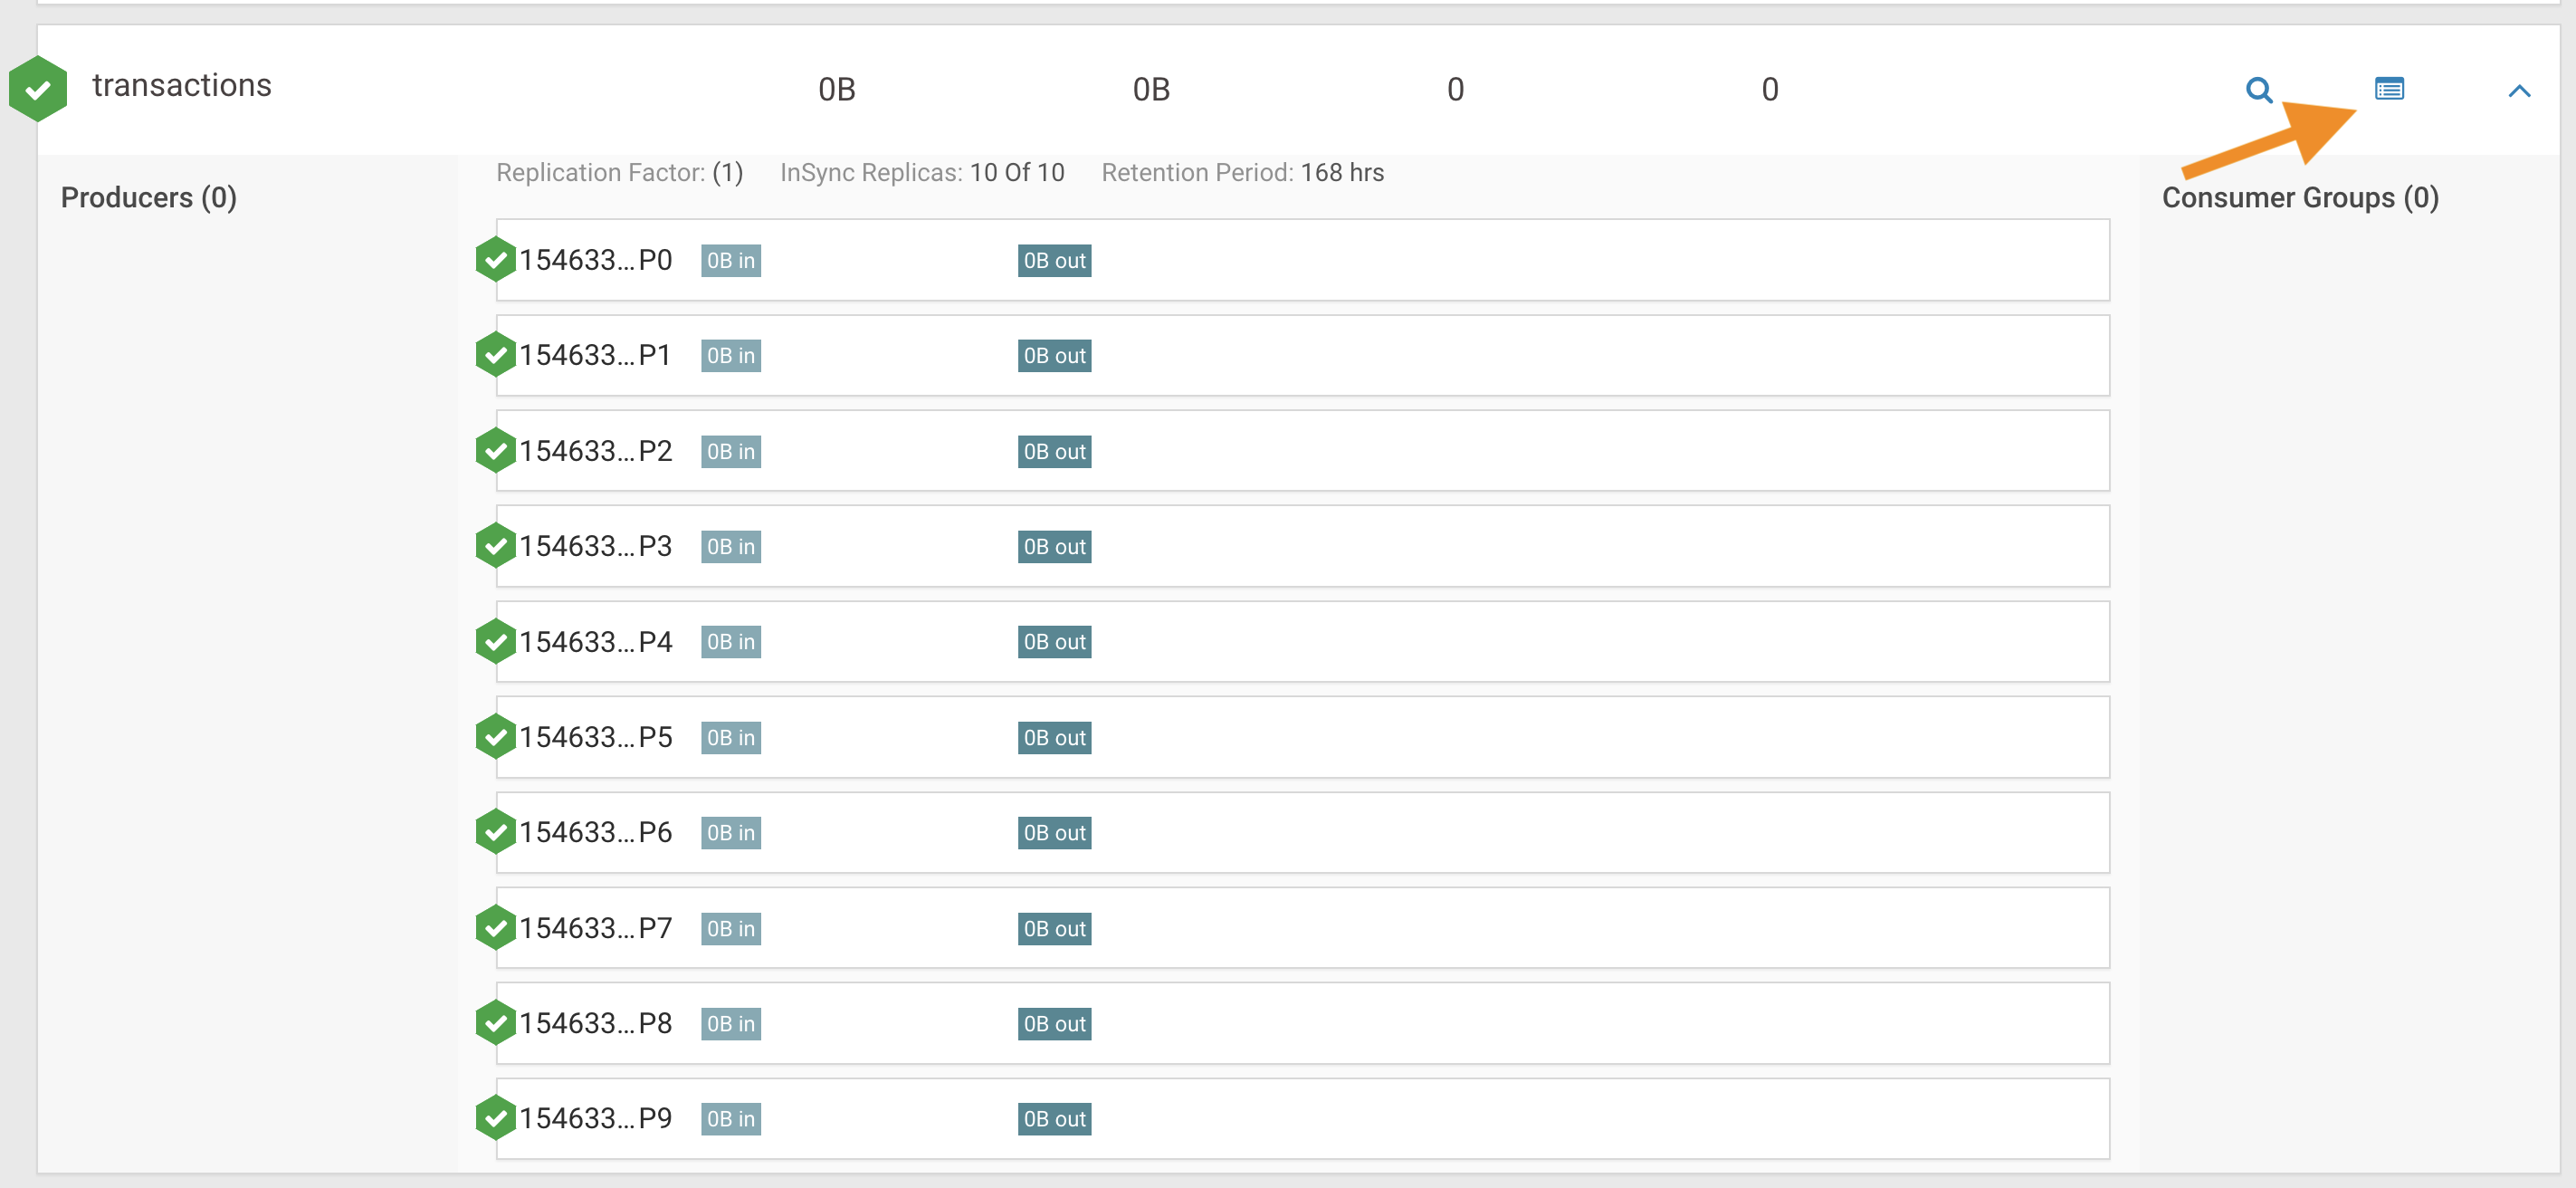 transactions 0B 0B 0 0
Replication Factor: (1) InSync Replicas: 10 Of 10 Retention Period: 168 hrs
Producers (0)
Consumer Groups (0)
154633... P0 0B in 0B out
154633... P1 0B in 0B out
154633... P2 0B in 0B out
154633... P3 0B in 0B out
154633... P4 0B in 0B out
154633... P5 0B in 0B out
154633... P6 0B in 0B out
154633... P7 0B in 0B out
154633... P8 0B in 0B out
154633... P9 0B in 0B out